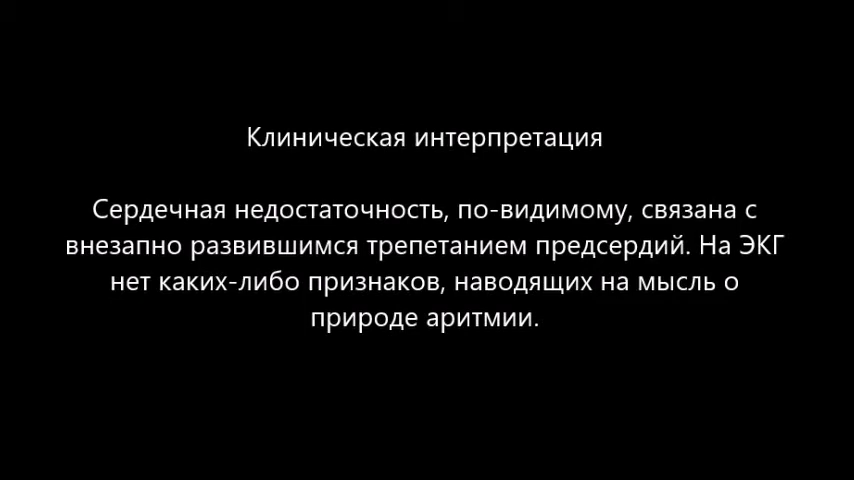 Клиническая интерпретация
Сердечная недостаточность, по-видимому, связана с
внезапно развившимся трепетанием предсердий. На ЭКГ
нет каких-либо признаков, наводящих на мысль о
природе аритмии.